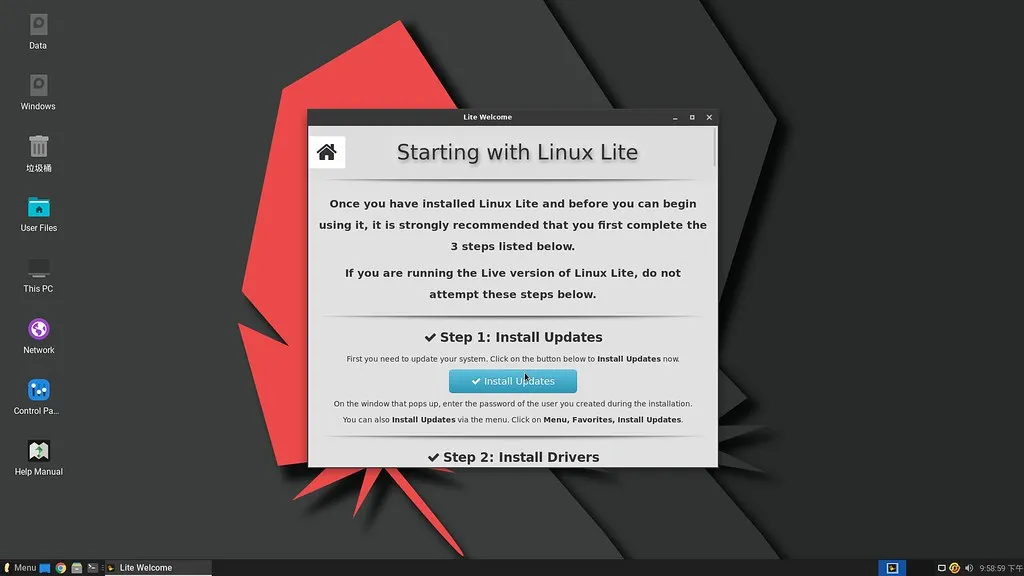 Data
Windows
垃圾桶
User Files
This PC
Network
Control Pa...
Help Manual
Lite Welcome
Starting with Linux Lite
Once you have installed Linux Lite and before you can begin
using it, it is strongly recommended that you first complete the
3 steps listed below.
If you are running the Live version of Linux Lite, do not
attempt these steps below.
Step 1: Install Updates
First you need to update your system. Click on the button below to Install Updates now.
Install Updates
On the window that pops up, enter the password of the user you created during the installation.
You can also Install Updates via the menu. Click on Menu, Favorites, Install Updates.
Step 2: Install Drivers
Menu
Lite Welcome
9:58:59 下午